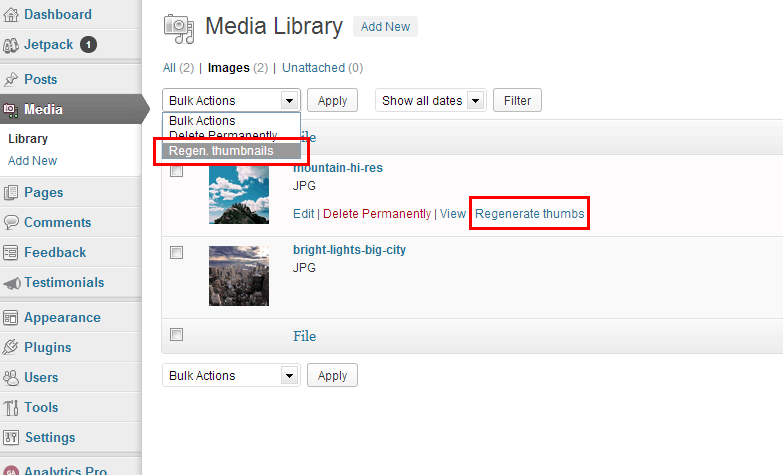 Dashboard
Jetpack 1
Posts
Media
Library
Add New
Pages
Comments
Feedback
Testimonials
Appearance
Plugins
Users
Tools
Settings
GA Analytics Pro
Media Library Add New
All (2) | Images (2) | Unattached (0)
Bulk Actions Apply Show all dates Filter
Bulk Actions
Delete Permanently
Regen. thumbnails
File
mountain-hi-res
JPG
Edit | Delete Permanently | View Regenerate thumbs
bright-lights-big-city
JPG
File
Bulk Actions Apply